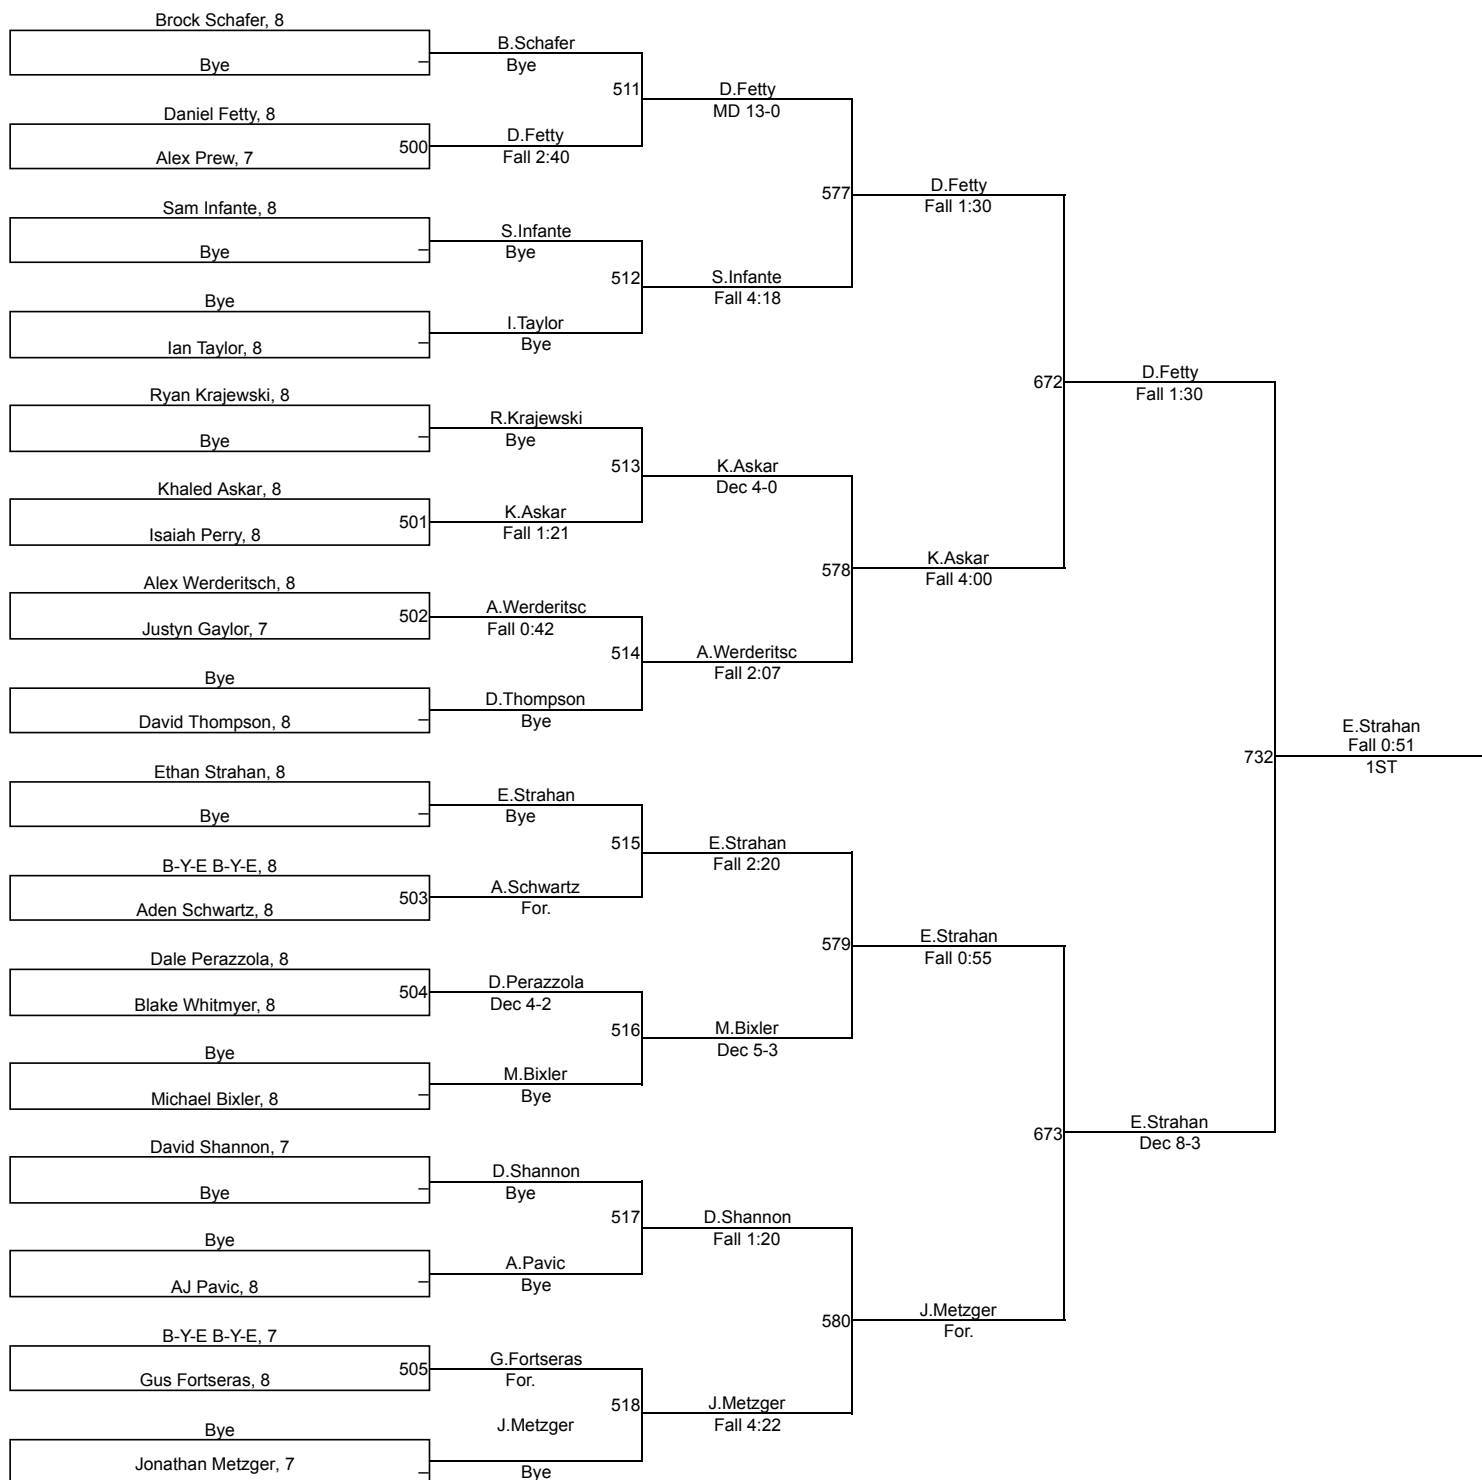 Brock Schafer, 8
Bye
B.Schafer
Bye
511
D.Fetty
MD 13-0
Daniel Fetty, 8
500
Alex Prew, 7
D.Fetty
Fall 2:40
577
D.Fetty
Fall 1:30
Sam Infante, 8
Bye
S.Infante
Bye
512
S.Infante
Fall 4:18
Bye
Ian Taylor, 8
I.Taylor
Bye
672
D.Fetty
Fall 1:30
Ryan Krajewski, 8
Bye
R.Krajewski
Bye
513
K.Askar
Dec 4-0
Khaled Askar, 8
501
Isaiah Perry, 8
K.Askar
Fall 1:21
578
K.Askar
Fall 4:00
Alex Werderitsch, 8
502
Justyn Gaylor, 7
A.Werderitsc
Fall 0:42
514
A.Werderitsc
Fall 2:07
Bye
David Thompson, 8
D.Thompson
Bye
732
E.Strahan
Fall 0:51
1ST
Ethan Strahan, 8
Bye
E.Strahan
Bye
515
E.Strahan
Fall 2:20
B-Y-E B-Y-E, 8
503
Aden Schwartz, 8
A.Schwartz
For.
579
E.Strahan
Fall 0:55
Dale Perazzola, 8
504
Blake Whitmyer, 8
D.Perazzola
Dec 4-2
516
M.Bixler
Dec 5-3
Bye
Michael Bixler, 8
M.Bixler
Bye
673
E.Strahan
Dec 8-3
David Shannon, 7
Bye
D.Shannon
Bye
517
D.Shannon
Fall 1:20
Bye
AJ Pavic, 8
A.Pavic
Bye
580
J.Metzger
For.
B-Y-E B-Y-E, 7
505
Gus Fortseras, 8
G.Fortseras
For.
518
J.Metzger
Fall 4:22
Bye
Jonathan Metzger, 7
J.Metzger
Bye